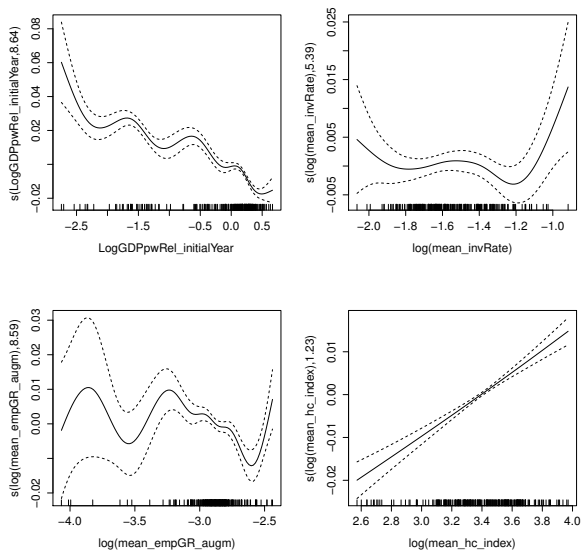 s(LogGDPpwRel_initialYear,8.64)
−0.02 0.02 0.04 0.06 0.08
−2.5 −1.5 −0.5 0.0 0.5
LogGDPpwRel_initialYear
s(log(mean_invRate),5.39)
−0.005 0.005 0.015 0.025
−2.0 −1.8 −1.6 −1.4 −1.2 −1.0
log(mean_invRate)
s(log(mean_empGR_augm),8.59)
−0.02 0.00 0.01 0.02 0.03
−4.0 −3.5 −3.0 −2.5
log(mean_empGR_augm)
s(log(mean_hc_index),1.23)
−0.02 −0.01 0.00 0.01
2.6 2.8 3.0 3.2 3.4 3.6 3.8 4.0
log(mean_hc_index)